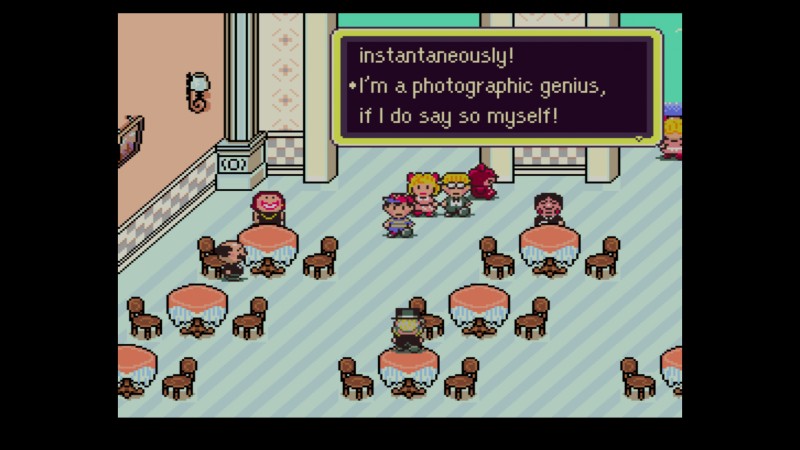 instantaneously!
•I'm a photographic genius,
if I do say so myself!